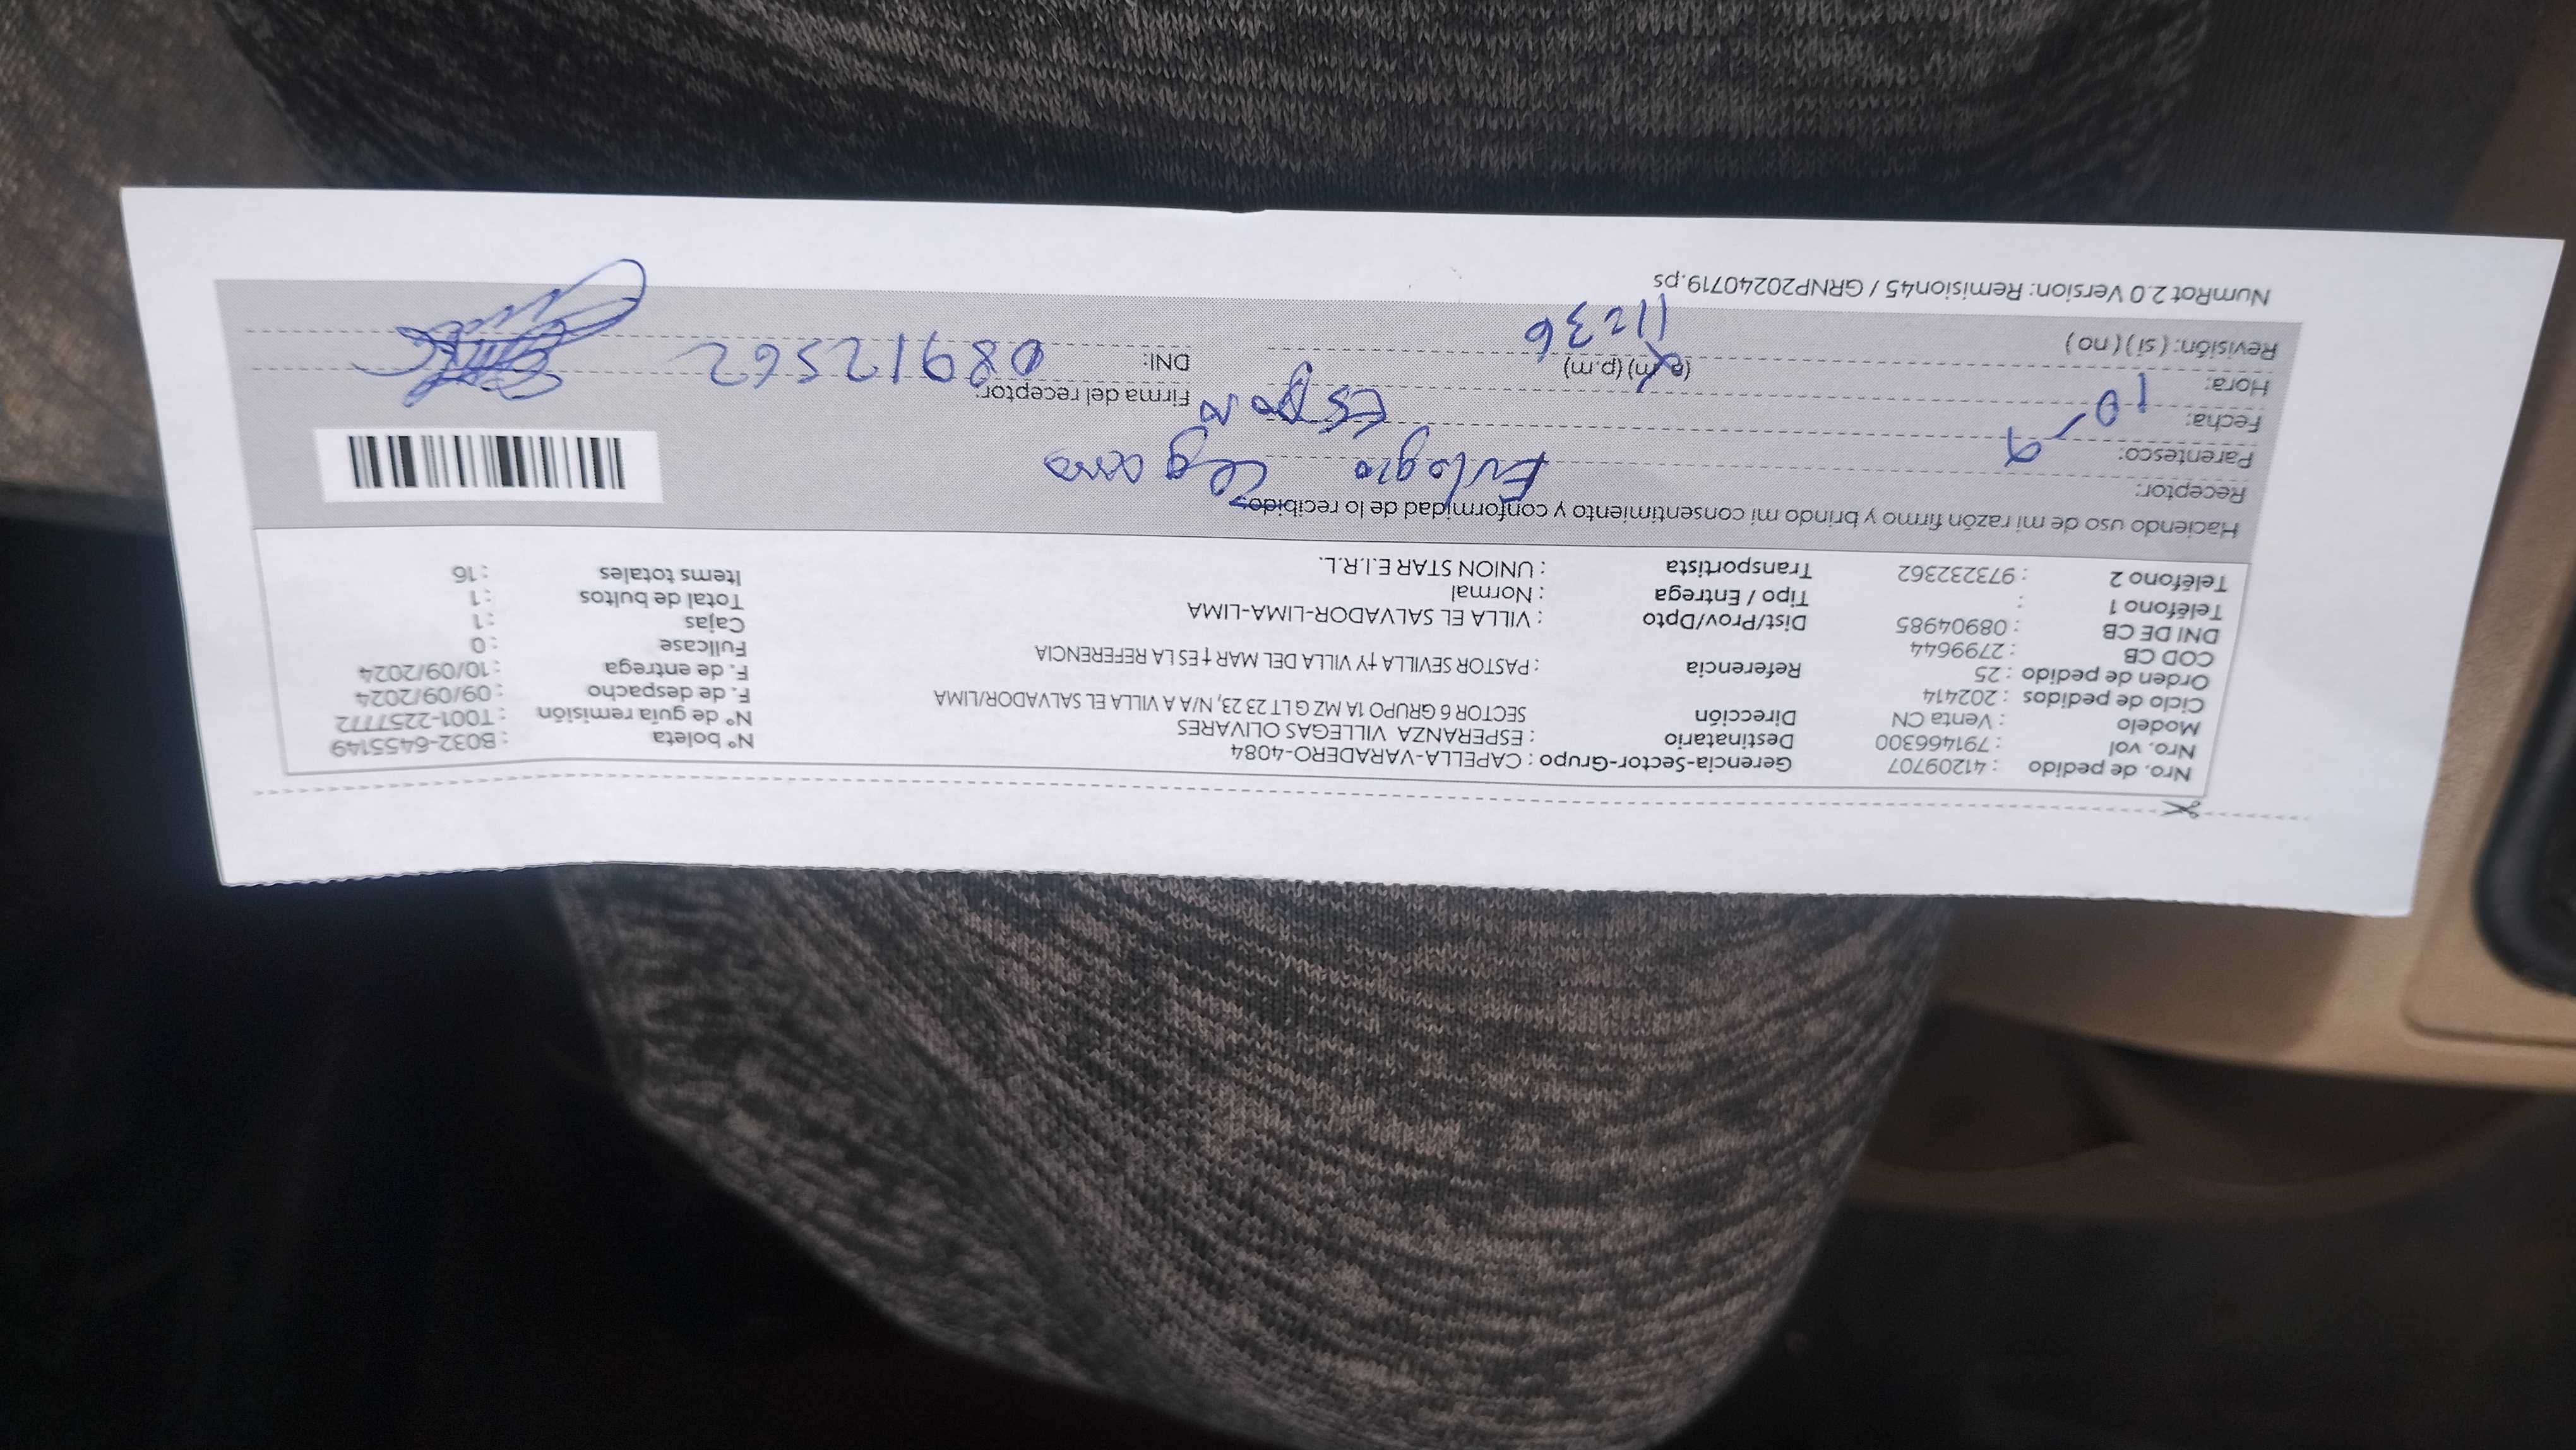 Nro. de pedido : 41209707 Gerencia-Sector-Grupo : CAPELLA-VARADERO-4084 N° boleta : B032-6455149
Nro. vol : 791466300 Destinatario : ESPERANZA VILLEGAS OLIVARES N° de guía remisión : T001-2257772
Modelo : Venta CN Dirección SECTOR 6 GRUPO 1A MZ G LT 23 23, N/A A VILLA EL SALVADOR/LIMA F. de despacho : 09/09/2024
Ciclo de pedidos : 202414 F. de entrega : 10/09/2024
Orden de pedido : 25 Referencia : PASTOR SEVILLA †Y VILLA DEL MAR † ES LA REFERENCIA Fullcase : 0
COD CB : 2799644 Cajas : 1
DNI DE CB : 08904985 Dist/Prov/Dpto : VILLA EL SALVADOR-LIMA-LIMA Total de bultos : 1
Teléfono 1 : Tipo / Entrega : Normal Items totales : 16
Teléfono 2 : 973232362 Transportista : UNION STAR E.I.R.L.
Haciendo uso de mi razón firmo y brindo mi consentimiento y conformidad de lo recibido:
Receptor: Eulogio
Parentesco:
Fecha: 10-9
Hora: (a.m) (p.m) 11:36
Firma del receptor:
DNI: 08912562
Revisión: ( si ) ( no )
NumRot 2.0 Version: Remision45 / GRNP20240719.ps